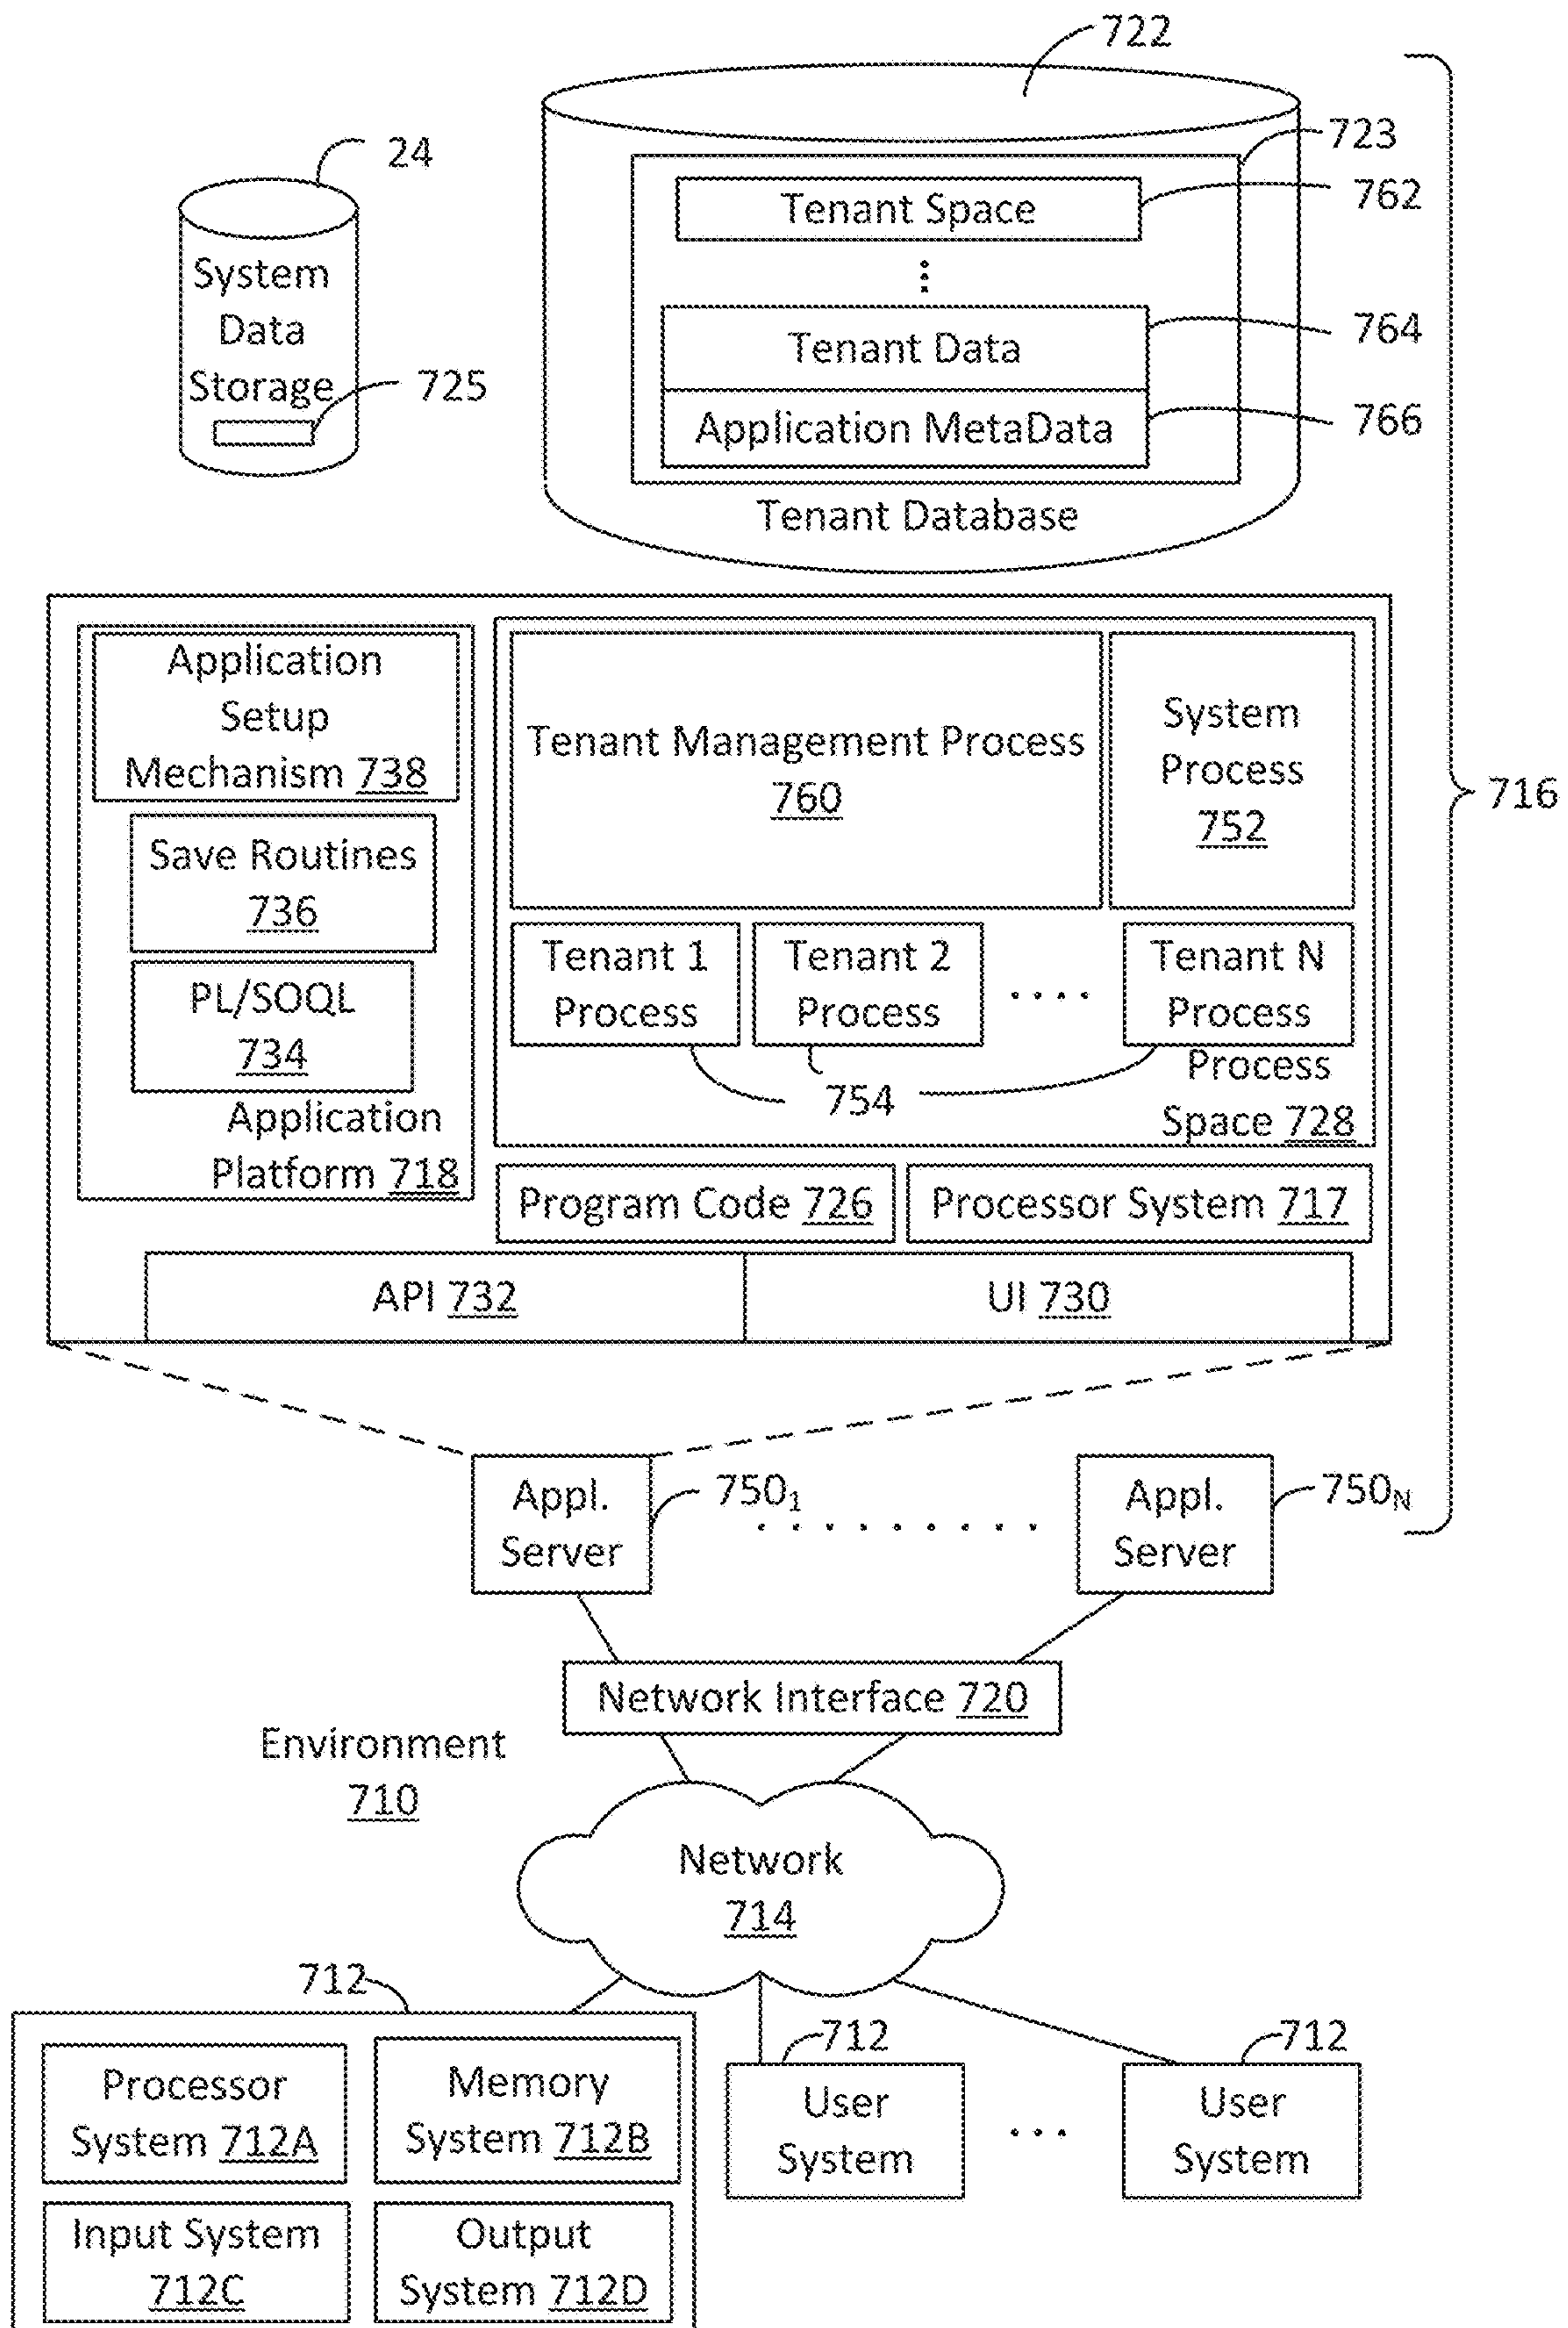 722
24
723
Tenant Space
762
System
Data
Storage
725
Tenant Data
764
Application MetaData
766
Tenant Database
Application
Setup
Mechanism 738
Save Routines
736
PL/SOQL
734
Application
Platform 718
Tenant Management Process
760
System
Process
752
716
Tenant 1
Process
Tenant 2
Process
Tenant N
Process
754
Process
Space 728
Program Code 726
Processor System 717
API 732
UI 730
Appl.
Server
750₁
Appl.
Server
750N
Network Interface 720
Environment
710
Network
714
712
Processor
System 712A
Memory
System 712B
Input System
712C
Output
System 712D
712
User
System
712
User
System